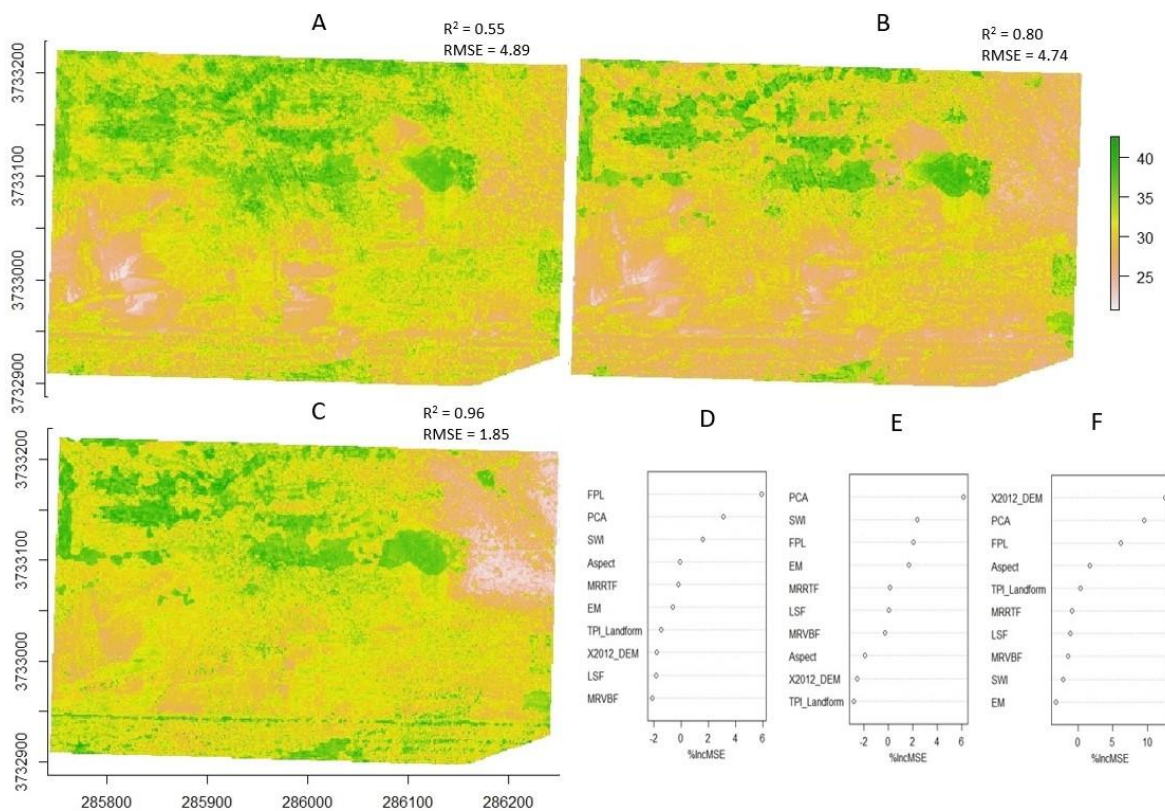 A
R² = 0.55
RMSE = 4.89
B
R² = 0.80
RMSE = 4.74
3733200
3733100
3733000
3732900
40
35
30
25
C
R² = 0.96
RMSE = 1.85
3733200
3733100
3733000
3732900
285800 285900 286000 286100 286200
D
FPL
PCA
SWI
Aspect
MRRTF
EM
TPI_Landform
X2012_DEM
LSF
MRVBF
-2 0 2 4 6
%IncMSE
E
PCA
SWI
FPL
EM
MRRTF
LSF
MRVBF
Aspect
X2012_DEM
TPI_Landform
-2 0 2 4 6
%IncMSE
F
X2012_DEM
PCA
FPL
Aspect
TPI_Landform
MRRTF
LSF
MRVBF
SWI
EM
0 5 10
%IncMSE